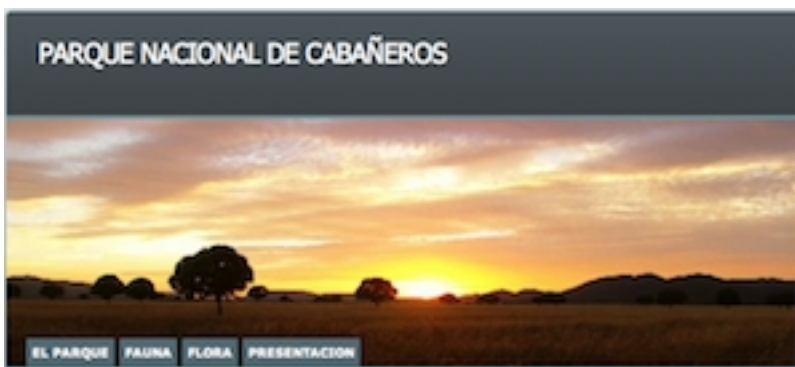 PARQUE NACIONAL DE CABAÑEROS
EL PARQUE FAUNA FLORA PRESENTACION